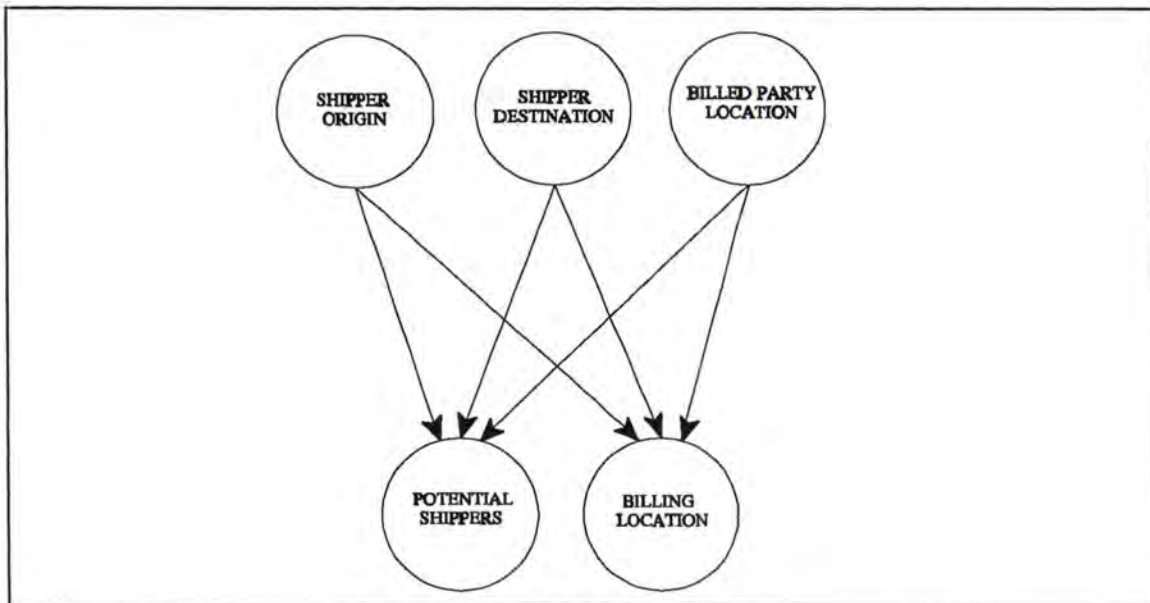 SHIPPER
ORIGIN
SHIPPER
DESTINATION
BILLED PARTY
LOCATION
POTENTIAL
SHIPPERS
BILLING
LOCATION